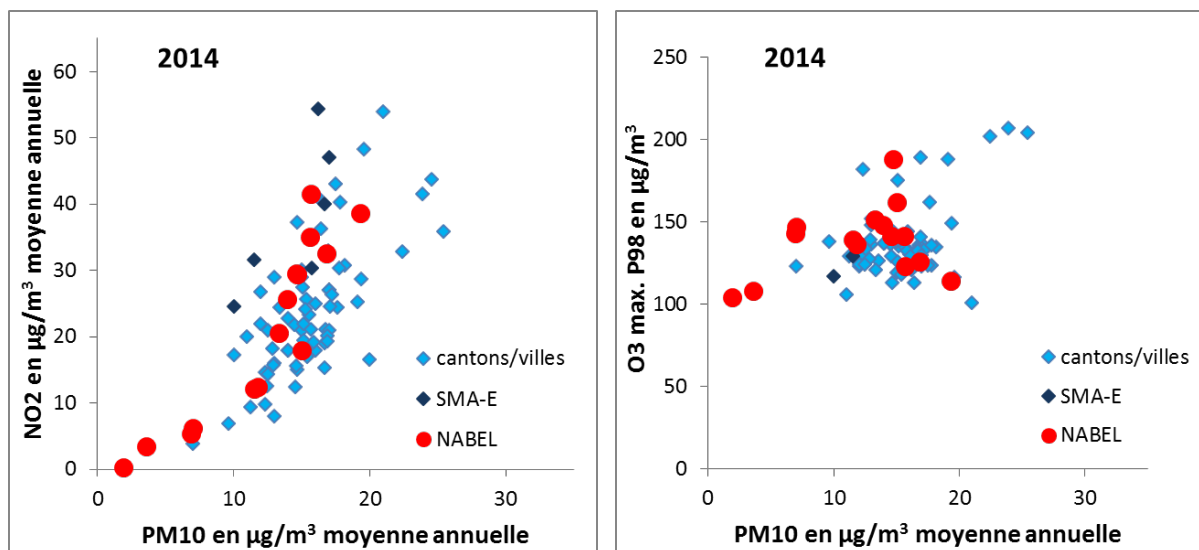 2014
NO2 en µg/m³ moyenne annuelle
60
50
40
30
20
10
0
0 10 20 30
PM10 en µg/m³ moyenne annuelle
cantons/villes
SMA-E
NABEL
2014
O3 max. P98 en µg/m³
250
200
150
100
50
0
0 10 20 30
PM10 en µg/m³ moyenne annuelle
cantons/villes
SMA-E
NABEL